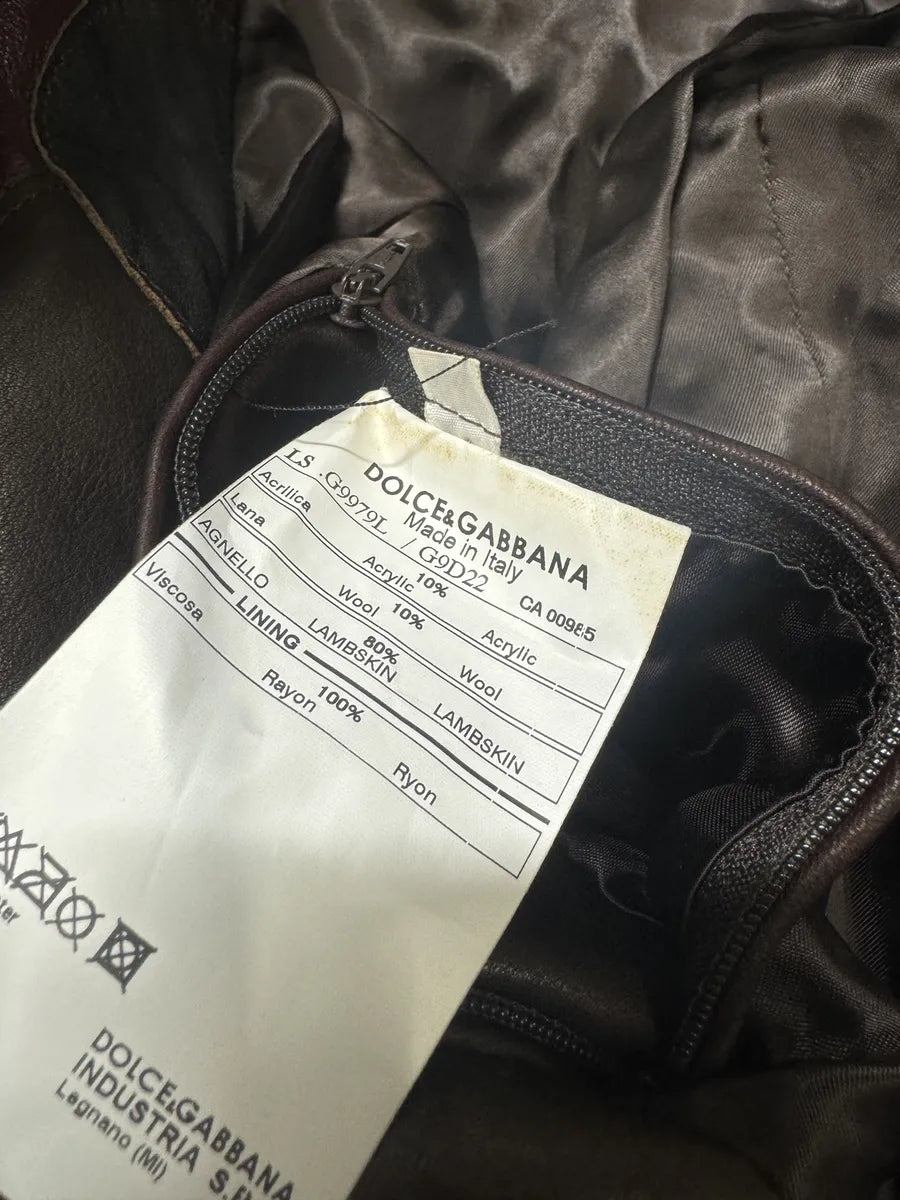 DOLCE&GABBANA
Made in Italy
LS .G9979L / G9D22 CA 00985
Acrilica Acrylic 10% Acrylic
Lana Wool 10% Wool
AGNELLO LAMBSKIN 80% LAMBSKIN
LINING
Viscosa Rayon 100% Ryon
DOLCE&GABBANA
INDUSTRIA S.p
Legnano (MI)